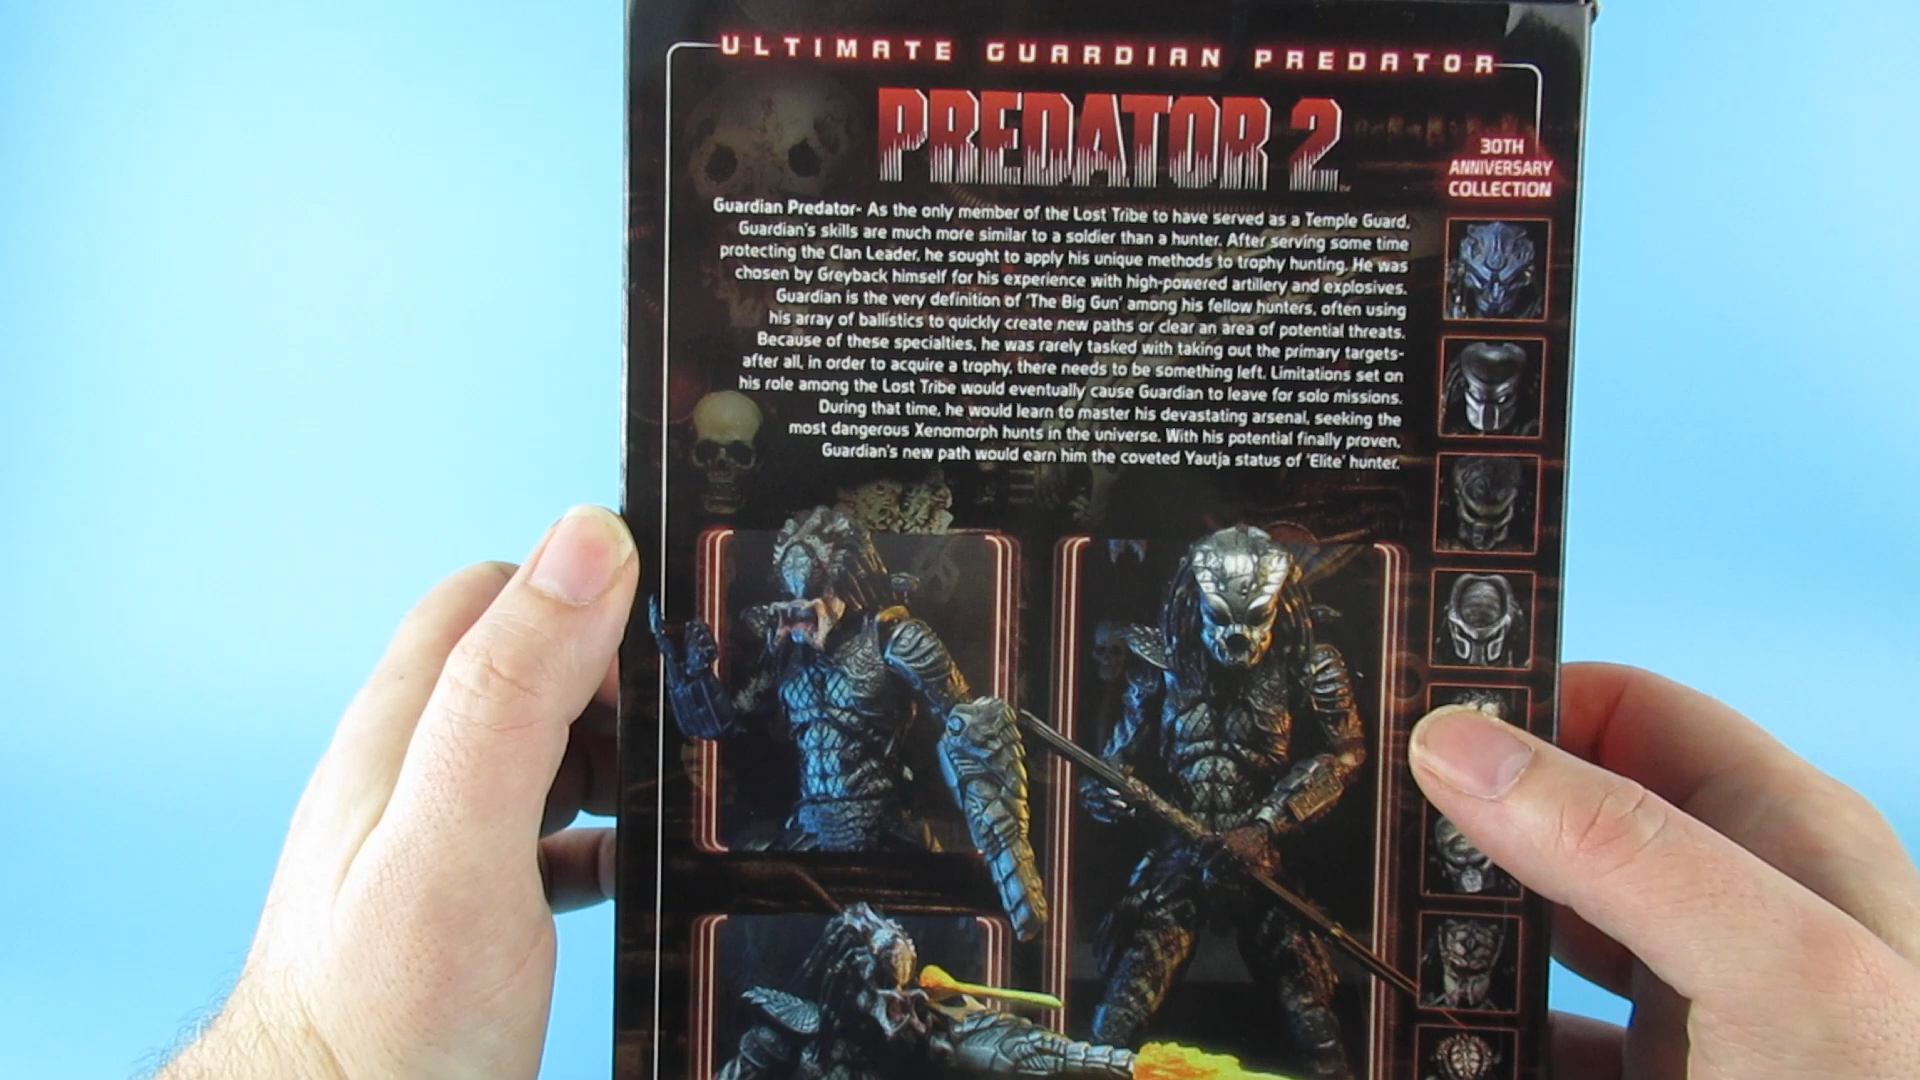 ULTIMATE GUARDIAN PREDATOR
PREDATOR 2
30TH
ANNIVERSARY
COLLECTION
Guardian Predator- As the only member of the Lost Tribe to have served as a Temple Guard,
Guardian's skills are much more similar to a soldier than a hunter. After serving some time
protecting the Clan Leader, he sought to apply his unique methods to trophy hunting. He was
chosen by Greyback himself for his experience with high-powered artillery and explosives.
Guardian is the very definition of 'The Big Gun' among his fellow hunters, often using
his array of ballistics to quickly create new paths or clear an area of potential threats.
Because of these specialties, he was rarely tasked with taking out the primary targets-
after all, in order to acquire a trophy, there needs to be something left. Limitations set on
his role among the Lost Tribe would eventually cause Guardian to leave for solo missions.
During that time, he would learn to master his devastating arsenal, seeking the
most dangerous Xenomorph hunts in the universe. With his potential finally proven,
Guardian's new path would earn him the coveted Yautja status of 'Elite' hunter.